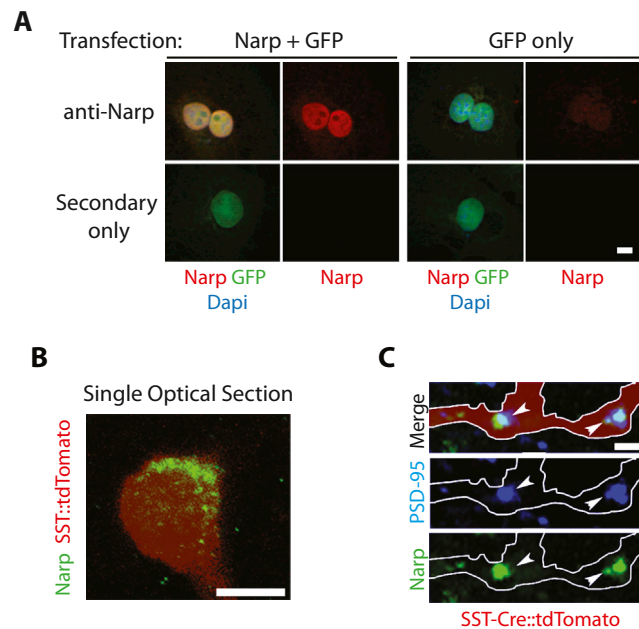 A
Transfection: Narp + GFP GFP only
anti-Narp
Secondary
only
Narp GFP Narp Narp GFP Narp
Dapi Dapi
B
Single Optical Section
Narp SST::tdTomato
C
Merge
PSD-95
Narp
SST-Cre::tdTomato